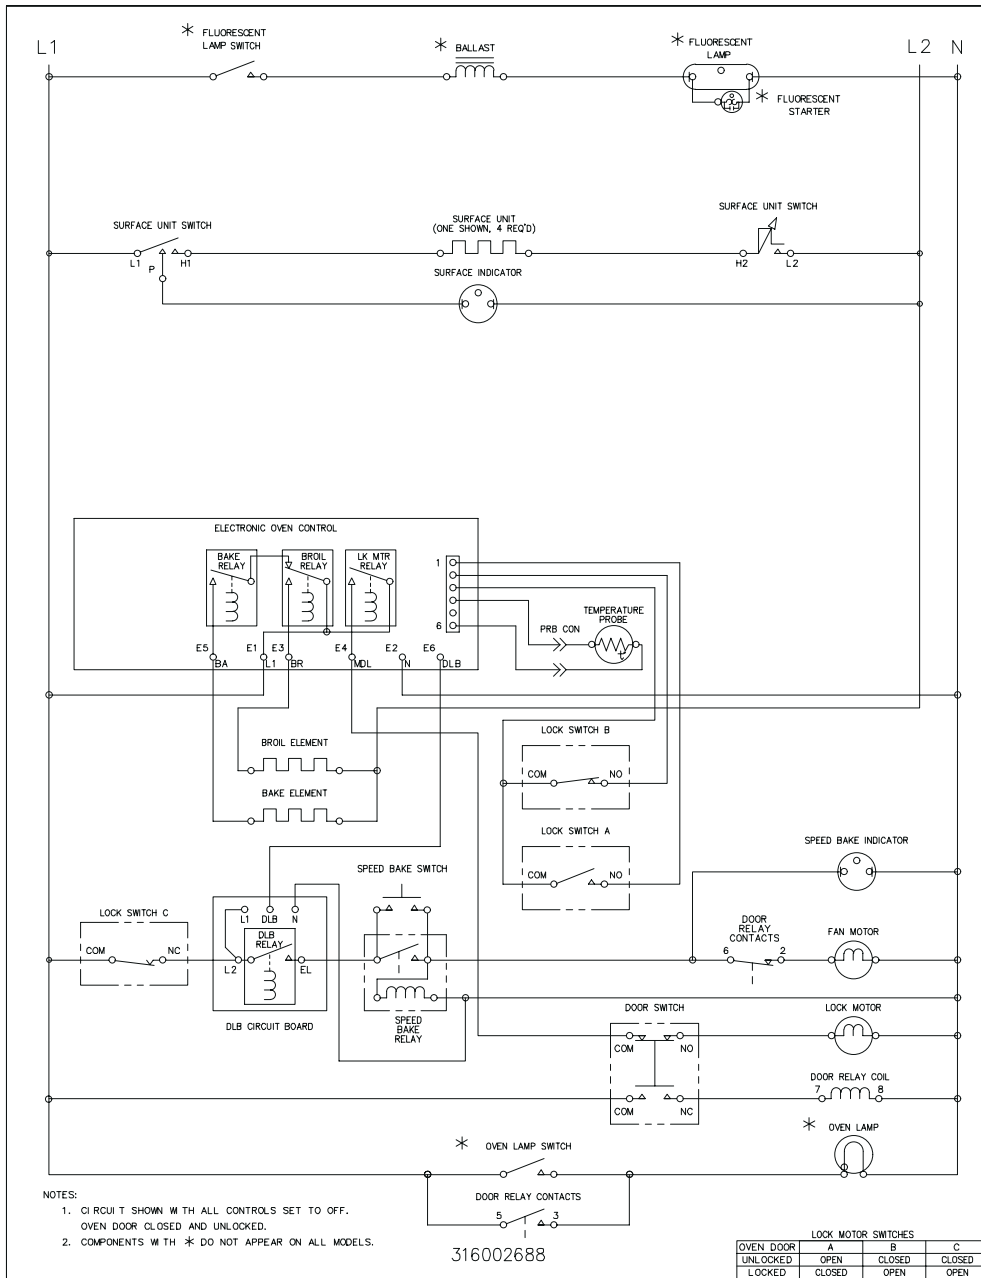 L1
L2 N
* FLUORESCENT
LAMP SWITCH
* BALLAST
* FLUORESCENT
LAMP
* FLUORESCENT
STARTER
SURFACE UNIT SWITCH
SURFACE UNIT
(ONE SHOWN, 4 REQ'D)
SURFACE UNIT SWITCH
L1
P
H1
H2
L2
SURFACE INDICATOR
ELECTRONIC OVEN CONTROL
BAKE
RELAY
BROIL
RELAY
LK MTR
RELAY
1
6
TEMPERATURE
PROBE
PRB CON
t
E5 E1 E3 E4 E2 E6
BA L1 BR MDL N DLB
BROIL ELEMENT
BAKE ELEMENT
LOCK SWITCH B
COM NO
LOCK SWITCH A
COM NO
SPEED BAKE INDICATOR
SPEED BAKE SWITCH
LOCK SWITCH C
COM NC
L1 DLB N
DLB
RELAY
L2
EL
DLB CIRCUIT BOARD
SPEED
BAKE
RELAY
DOOR
RELAY
CONTACTS
6 2
FAN MOTOR
DOOR SWITCH
COM NO
COM NC
LOCK MOTOR
DOOR RELAY COIL
7 8
* OVEN LAMP
* OVEN LAMP SWITCH
DOOR RELAY CONTACTS
5 3
NOTES:
1. CIRCUIT SHOWN WITH ALL CONTROLS SET TO OFF.
OVEN DOOR CLOSED AND UNLOCKED.
2. COMPONENTS WITH * DO NOT APPEAR ON ALL MODELS.
316002688
LOCK MOTOR SWITCHES
OVEN DOOR A B C
UNLOCKED OPEN CLOSED CLOSED
LOCKED CLOSED OPEN OPEN